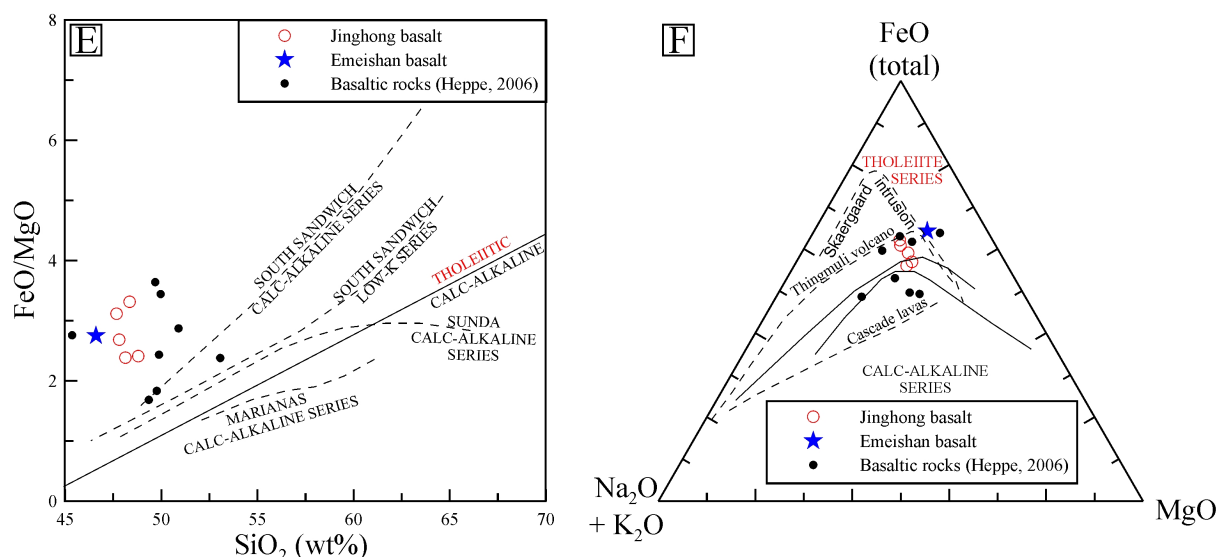 E
Jinghong basalt
Emeishan basalt
Basaltic rocks (Heppe, 2006)
SOUTH SANDWICH
CALC-ALKALINE SERIES
SOUTH SANDWICH
LOW-K SERIES
THOLEIITIC
CALC-ALKALINE
SUNDA
CALC-ALKALINE
SERIES
MARIANAS
CALC-ALKALINE SERIES
8
6
4
2
0
FeO/MgO
45
50
55
60
65
70
SiO₂ (wt%)
F
FeO
(total)
THOLEIITE
SERIES
Skaergaard
intrusion
Thingmuli volcano
Cascade lavas
CALC-ALKALINE
SERIES
Jinghong basalt
Emeishan basalt
Basaltic rocks (Heppe, 2006)
Na₂O
+ K₂O
MgO